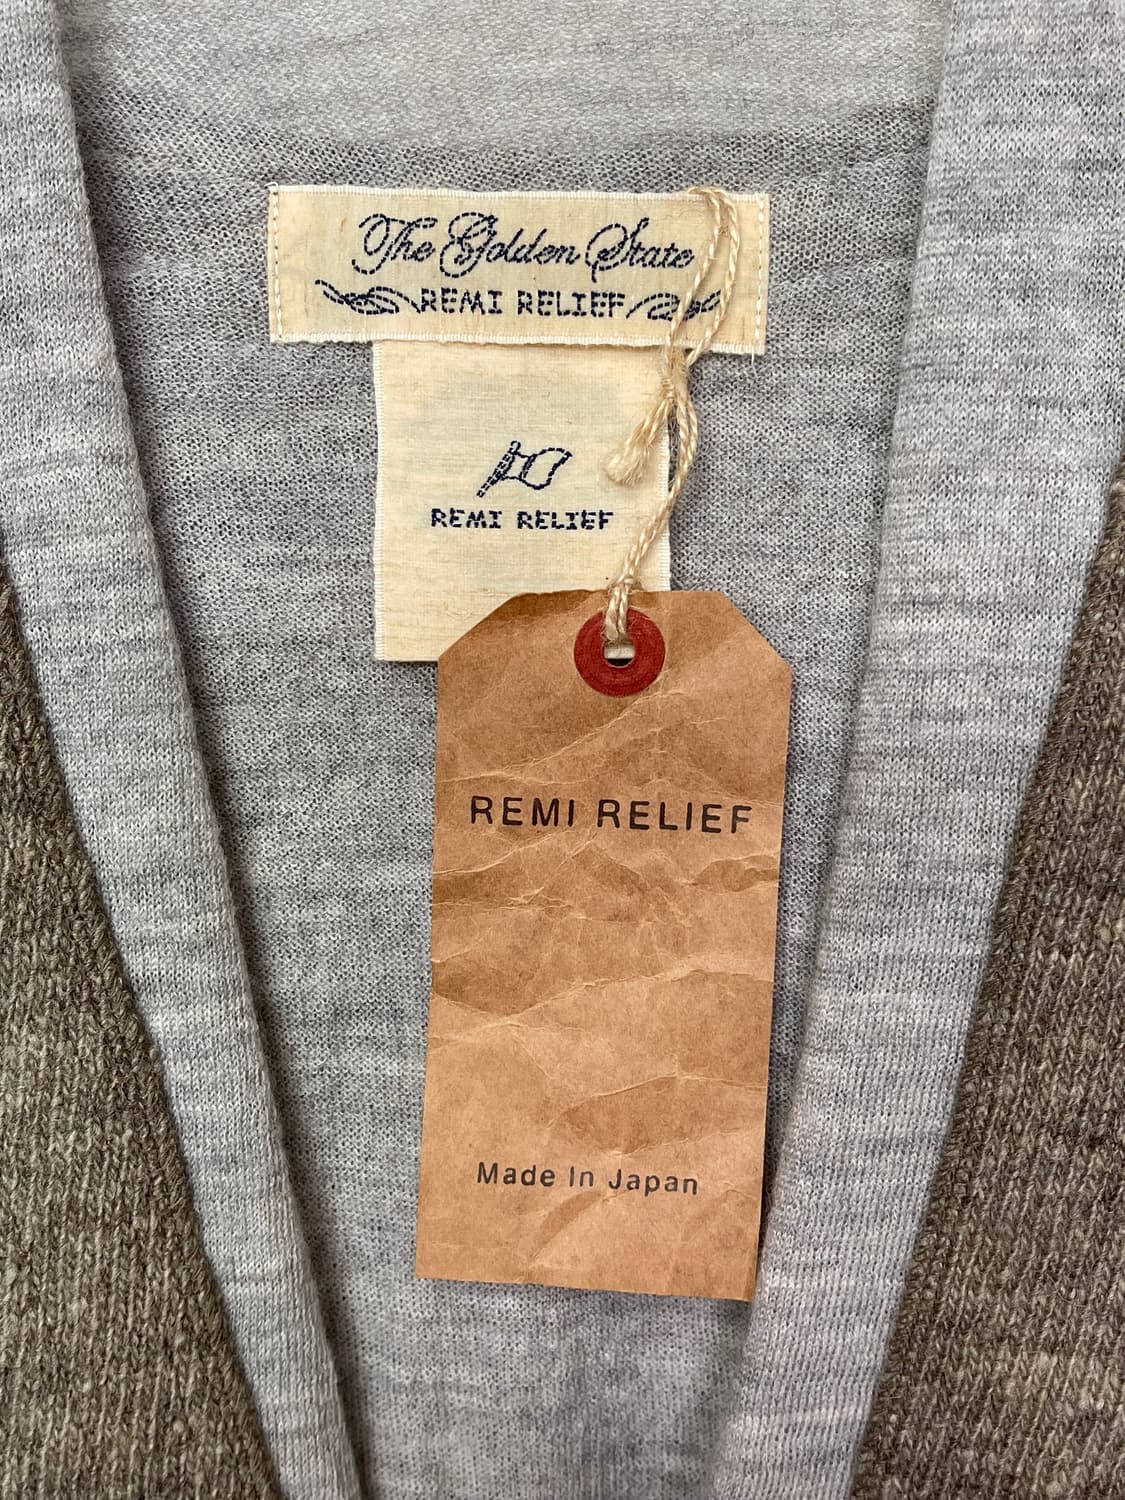 The Golden State
REMI RELIEF
REMI RELIEF
REMI RELIEF
Made In Japan